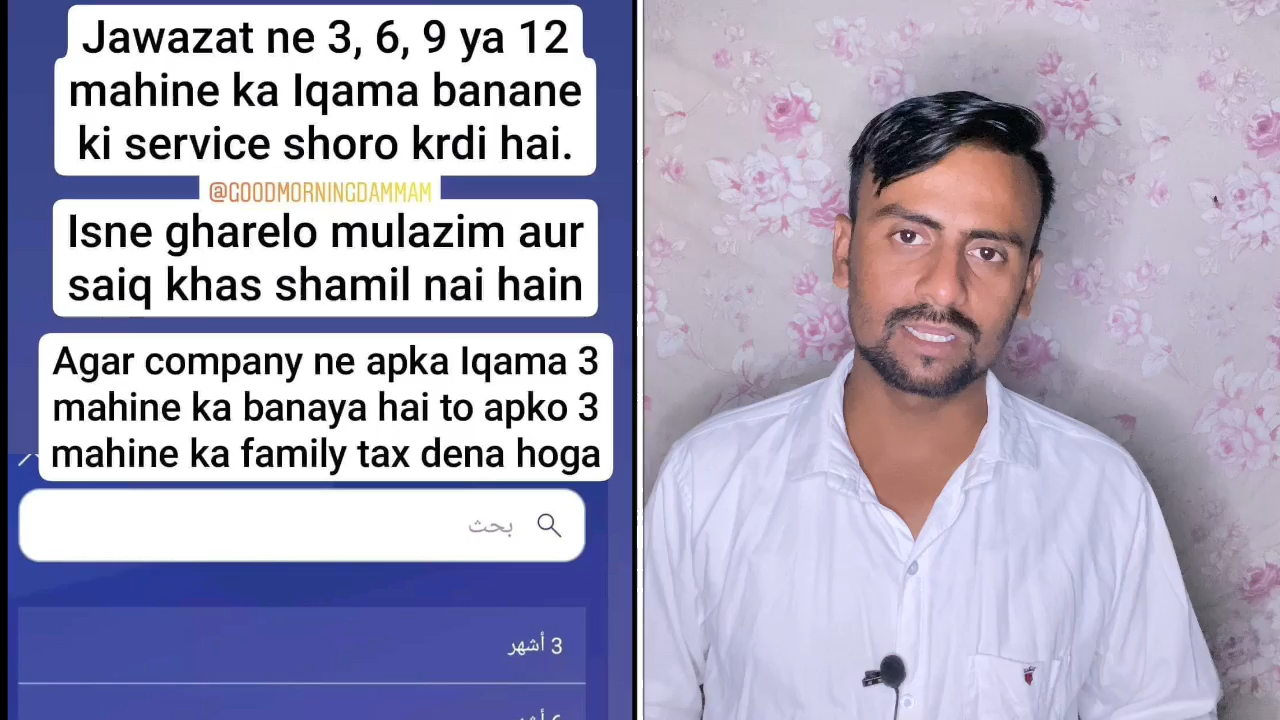 Jawazat ne 3, 6, 9 ya 12
mahine ka Iqama banane
ki service shoro krdi hai.
@GOODMORNINGDAMMAM
Isne gharelo mulazim aur
saiq khas shamil nai hain
Agar company ne apka Iqama 3
mahine ka banaya hai to apko 3
mahine ka family tax dena hoga
بحث
3 أشهر